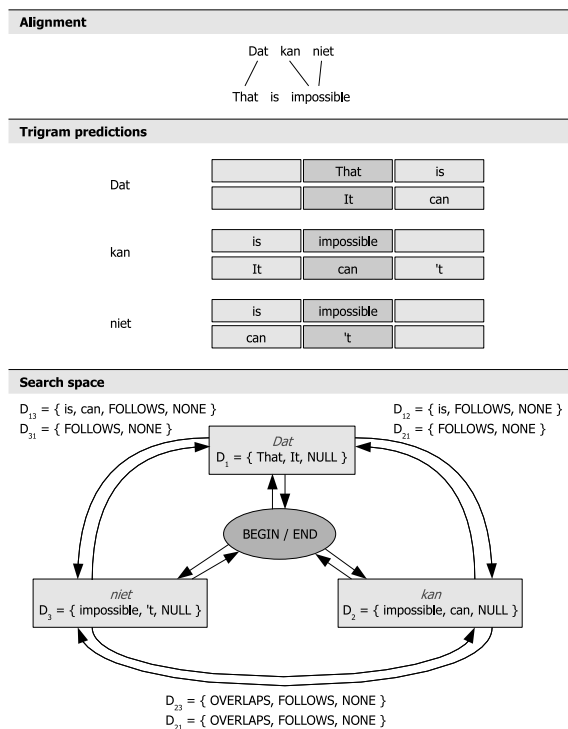 Alignment
Dat kan niet
That is impossible
Trigram predictions
Dat
That is
It can
kan
is impossible
It can 't
niet
is impossible
can 't
Search space
D13 = { is, can, FOLLOWS, NONE }
D31 = { FOLLOWS, NONE }
D12 = { is, FOLLOWS, NONE }
D21 = { FOLLOWS, NONE }
Dat
D1 = { That, It, NULL }
BEGIN / END
niet
D3 = { impossible, 't, NULL }
kan
D2 = { impossible, can, NULL }
D23 = { OVERLAPS, FOLLOWS, NONE }
D21 = { OVERLAPS, FOLLOWS, NONE }